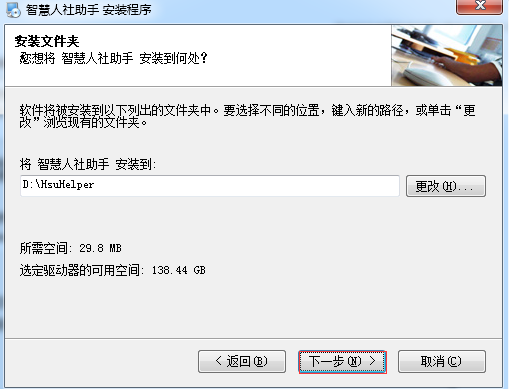 智慧人社助手 安装程序
安装文件夹
您想将 智慧人社助手 安装到何处?
软件将被安装到以下列出的文件夹中。要选择不同的位置，键入新的路径，或单击“更
改”浏览现有的文件夹。
将 智慧人社助手 安装到:
D:\HsuHelper
更改(H)...
所需空间: 29.8 MB
选定驱动器的可用空间: 138.44 GB
< 返回(B)
下一步(N) >
取消(C)